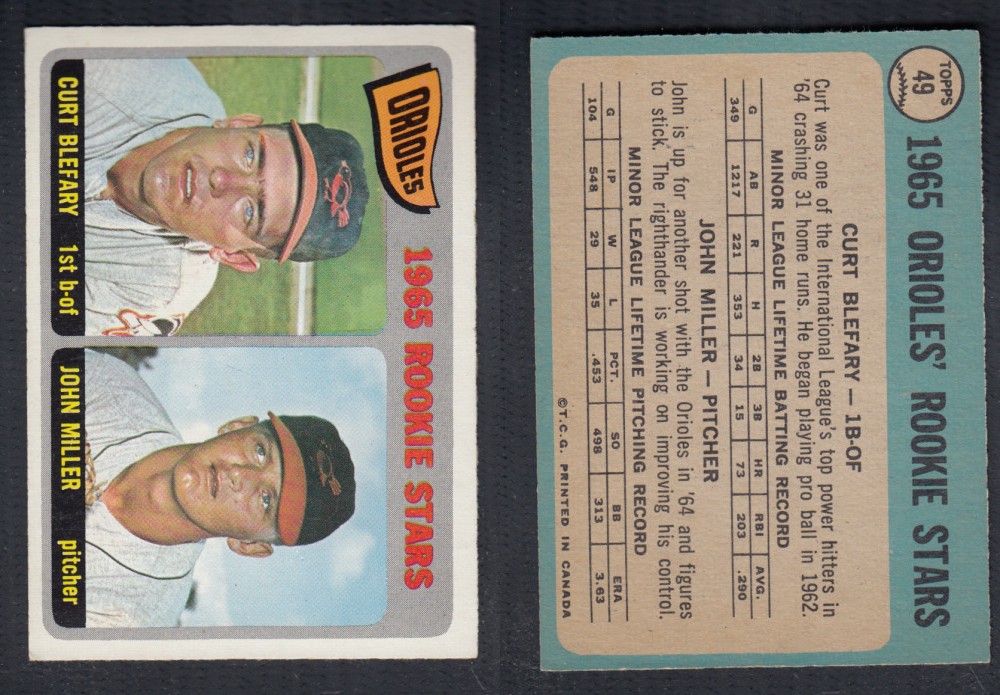 ORIOLES
1965 ROOKIE STARS
CURT BLEFARY 1st b-of
JOHN MILLER pitcher
TOPPS
49
1965 ORIOLES' ROOKIE STARS
CURT BLEFARY — 1B-OF
Curt was one of the International League's top power hitters in
'64 crashing 31 home runs. He began playing pro ball in 1962.
MINOR LEAGUE LIFETIME BATTING RECORD
G AB R H 2B 3B HR RBI AVG.
349 1217 221 353 34 15 73 203 .290
JOHN MILLER — PITCHER
John is up for another shot with the Orioles in '64 and figures
to stick. The righthander is working on improving his control.
MINOR LEAGUE LIFETIME PITCHING RECORD
G IP W L PCT. SO BB ERA
104 548 29 35 .453 498 313 3.63
©T.C.G. PRINTED IN CANADA